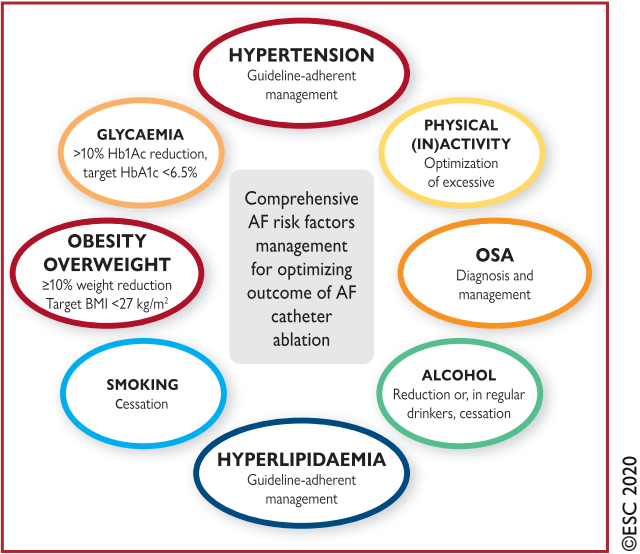 HYPERTENSION
Guideline-adherent
management
GLYCAEMIA
>10% Hb1Ac reduction,
target HbA1c <6.5%
PHYSICAL
(IN)ACTIVITY
Optimization
of excessive
Comprehensive
AF risk factors
management
for optimizing
outcome of AF
catheter
ablation
OBESITY
OVERWEIGHT
≥10% weight reduction
Target BMI <27 kg/m²
OSA
Diagnosis and
management
SMOKING
Cessation
ALCOHOL
Reduction or, in regular
drinkers, cessation
HYPERLIPIDAEMIA
Guideline-adherent
management
©ESC 2020